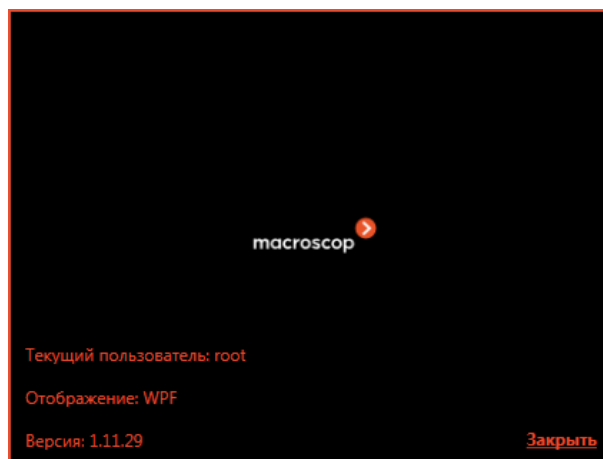 macroscop
Текущий пользователь: root
Отображение: WPF
Версия: 1.11.29
Закрыть